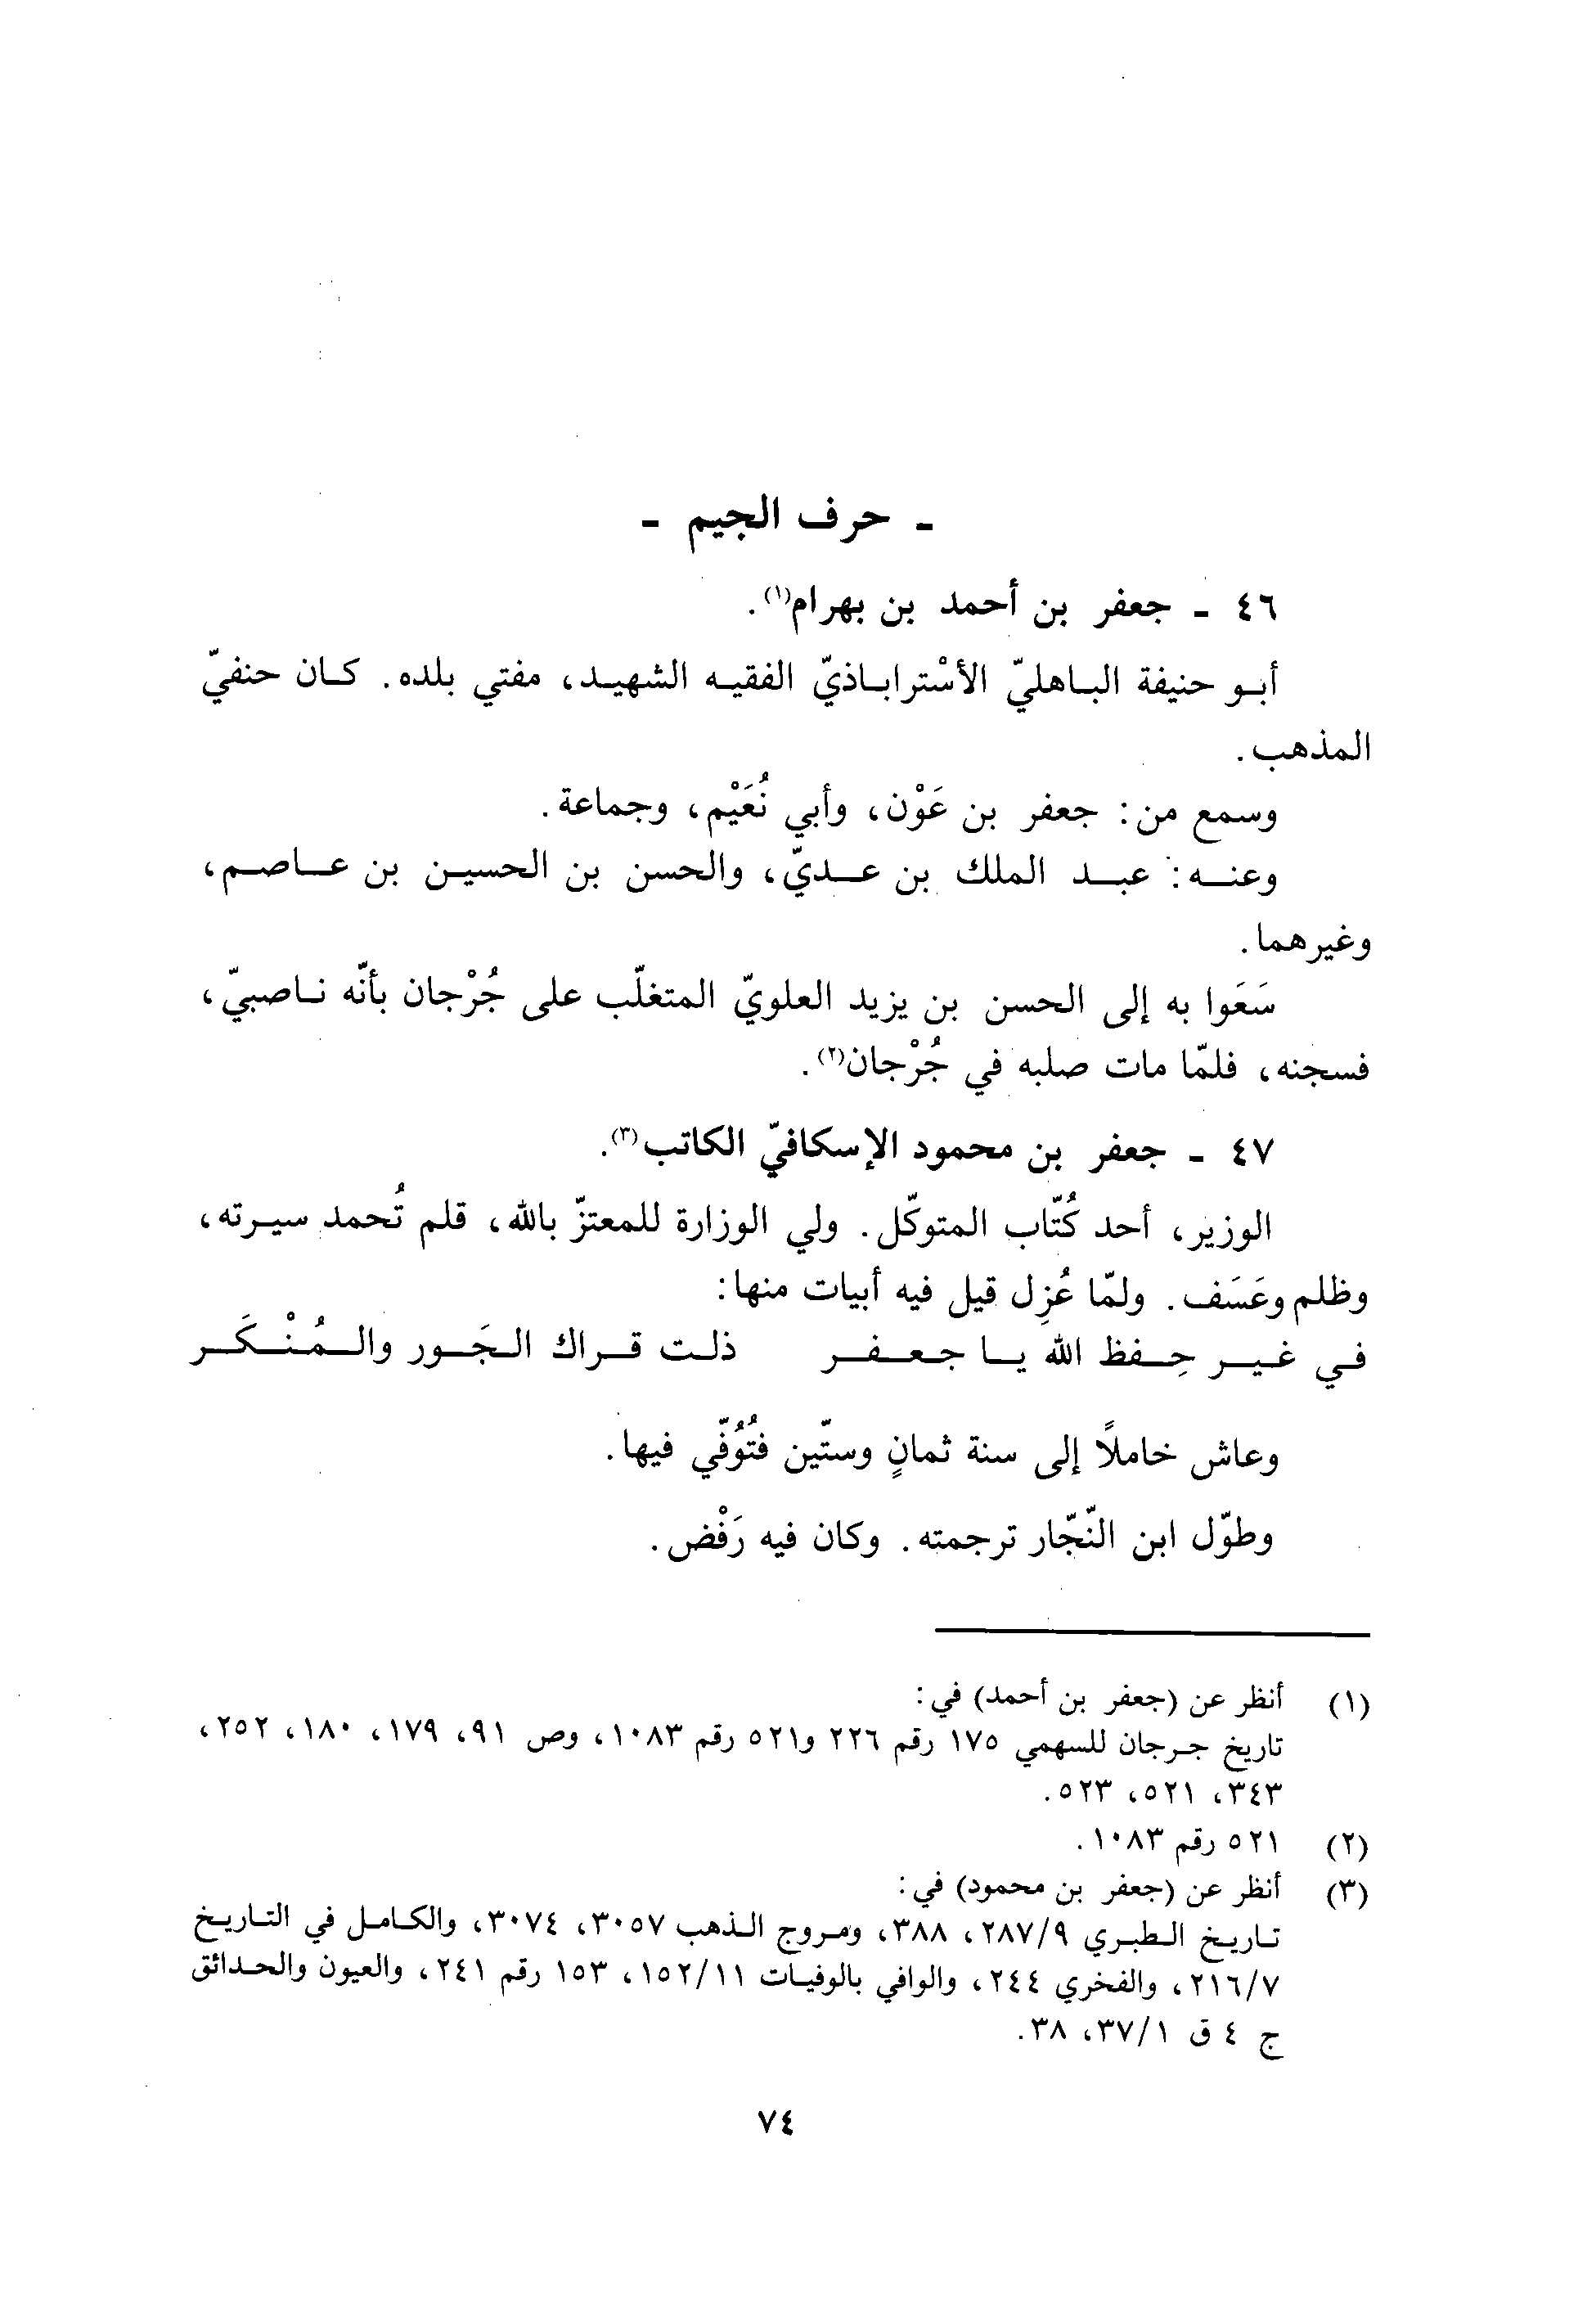 - حرف الجيم -
٤٦ - جعفر بن أحمد بن بهرام(١).
أبو حنيفة الباهليّ الأسْتراباذيّ الفقيه الشهيد، مفتي بلده. كان حنفيّ
المذهب.
وسمع من: جعفر بن عَوْن، وأبي نُعَيْم، وجماعة.
وعنه: عبد الملك بن عديّ، والحسن بن الحسين بن عاصم،
وغيرهما.
سَعَوا به إلى الحسن بن يزيد العلويّ المتغلّب على جُرْجان بأنّه ناصبيّ،
فسجنه، فلمّا مات صلبه في جُرْجان(٢).
٤٧ - جعفر بن محمود الإسكافيّ الكاتب(٣).
الوزير، أحد كُتّاب المتوكّل. ولي الوزارة للمعتزّ بالله، قلم تُحمد سيرته،
وظلم وعَسَف. ولمّا عُزِل قيل فيه أبيات منها:
في غير حِفظ الله يا جعفر ذلت قراك الجَور والمُنْكَر
وعاش خاملاً إلى سنة ثمانٍ وستّين فتُوُفّي فيها.
وطوّل ابن النّجّار ترجمته. وكان فيه رَفْض.
(١) أنظر عن (جعفر بن أحمد) في:
تاريخ جرجان للسهمي ١٧٥ رقم ٢٢٦ و٥٢١ رقم ١٠٨٣، وص ٩١، ١٧٩، ١٨٠، ٢٥٢،
٣٤٣، ٥٢١، ٥٢٣.
(٢) ٥٢١ رقم ١٠٨٣.
(٣) أنظر عن (جعفر بن محمود) في:
تاريخ الطبري ٢٨٧/٩، ٣٨٨، ومروج الذهب ٣٠٥٧، ٣٠٧٤، والكامل في التاريخ
٢١٦/٧، والفخري ٢٤٤، والوافي بالوفيات ١٥٢/١١، ١٥٣ رقم ٢٤١، والعيون والحدائق
ج ٤ ق ٣٧/١، ٣٨.
٧٤